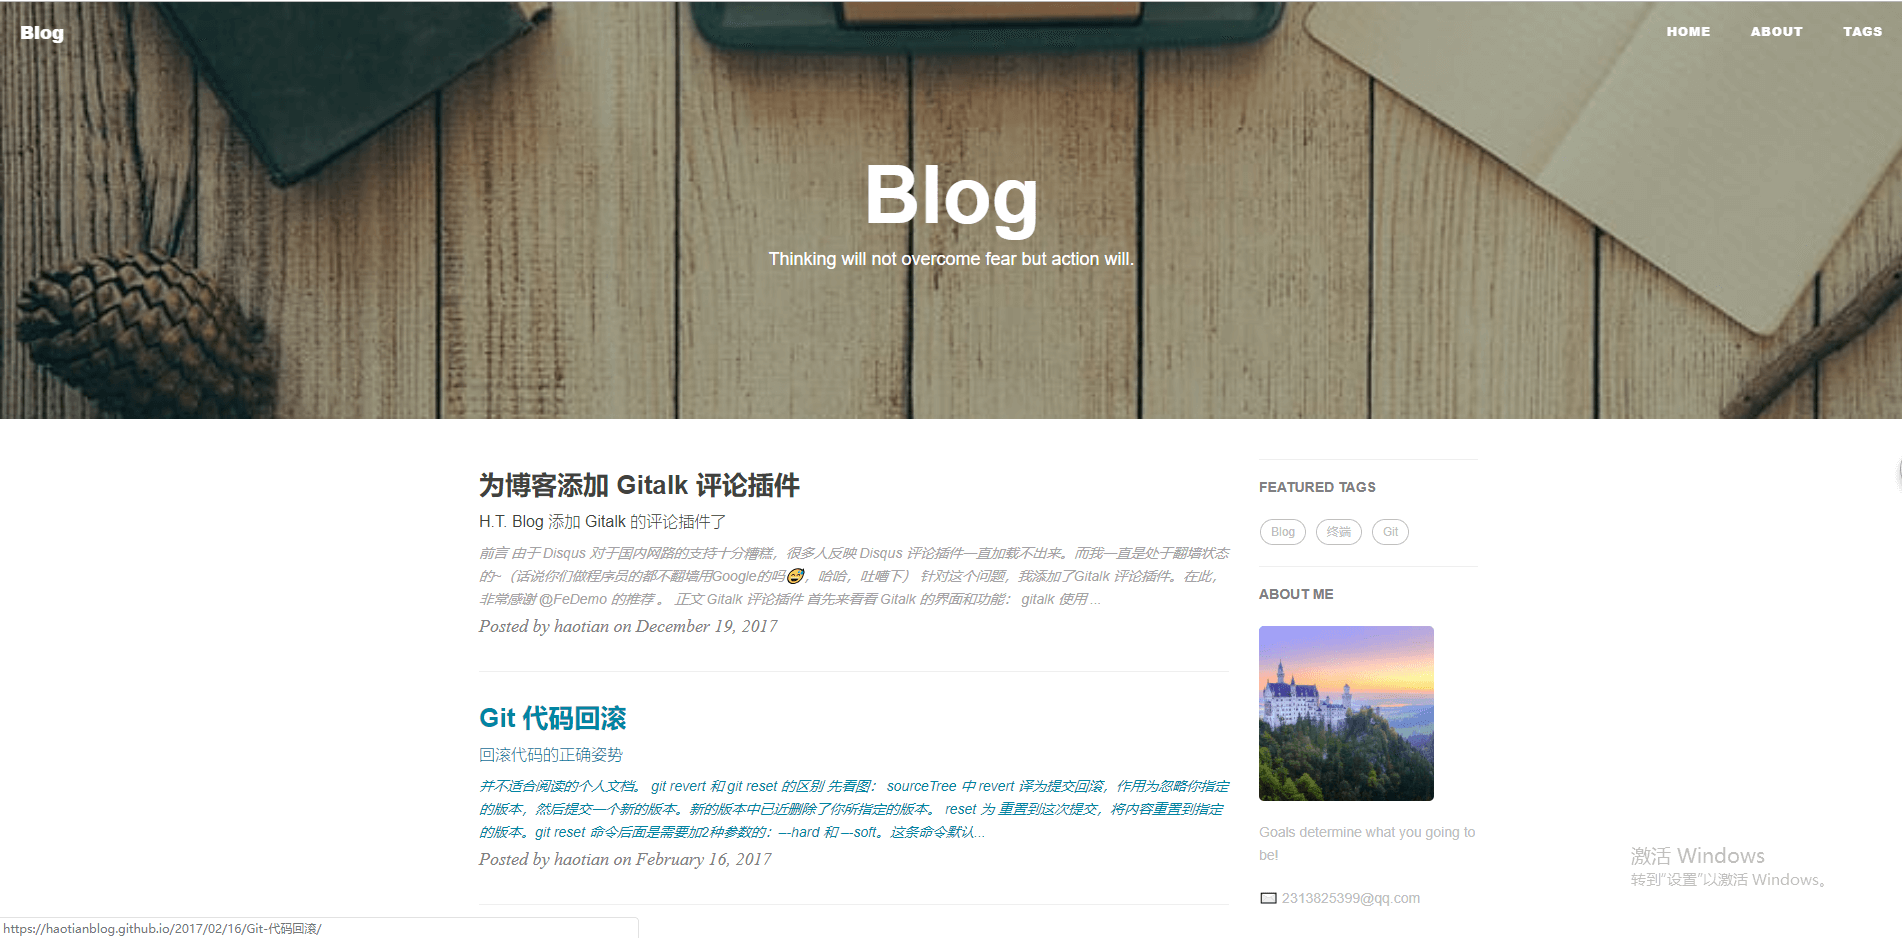 Blog
HOME ABOUT TAGS
Blog
Thinking will not overcome fear but action will.
为博客添加 Gitalk 评论插件
H.T. Blog 添加 Gitalk 的评论插件了
前言 由于 Disqus 对于国内网路的支持十分糟糕，很多人反映 Disqus 评论插件一直加载不出来。而我一直是处于翻墙状态
的~（话说你们做程序员的都不翻墙用Google的吗😅，哈哈，吐嘈下） 针对这个问题，我添加了Gitalk 评论插件。在此，
非常感谢 @FeDemo 的推荐 。 正文 Gitalk 评论插件 首先来看看 Gitalk 的界面和功能： gitalk 使用 ...
Posted by haotian on December 19, 2017
Git 代码回滚
回滚代码的正确姿势
并不适合阅读的个人文档。 git revert 和 git reset 的区别 先看图： sourceTree 中 revert 译为提交回滚，作用为忽略你指定
的版本，然后提交一个新的版本。新的版本中已近删除了你所指定的版本。 reset 为 重置到这次提交，将内容重置到指定
的版本。git reset 命令后面是需要加2种参数的：–-hard 和 –-soft。这条命令默认...
Posted by haotian on February 16, 2017
FEATURED TAGS
Blog 终端 Git
ABOUT ME
Goals determine what you going to
be!
2313825399@qq.com
激活 Windows
转到“设置”以激活 Windows。
https://haotianblog.github.io/2017/02/16/Git-代码回滚/